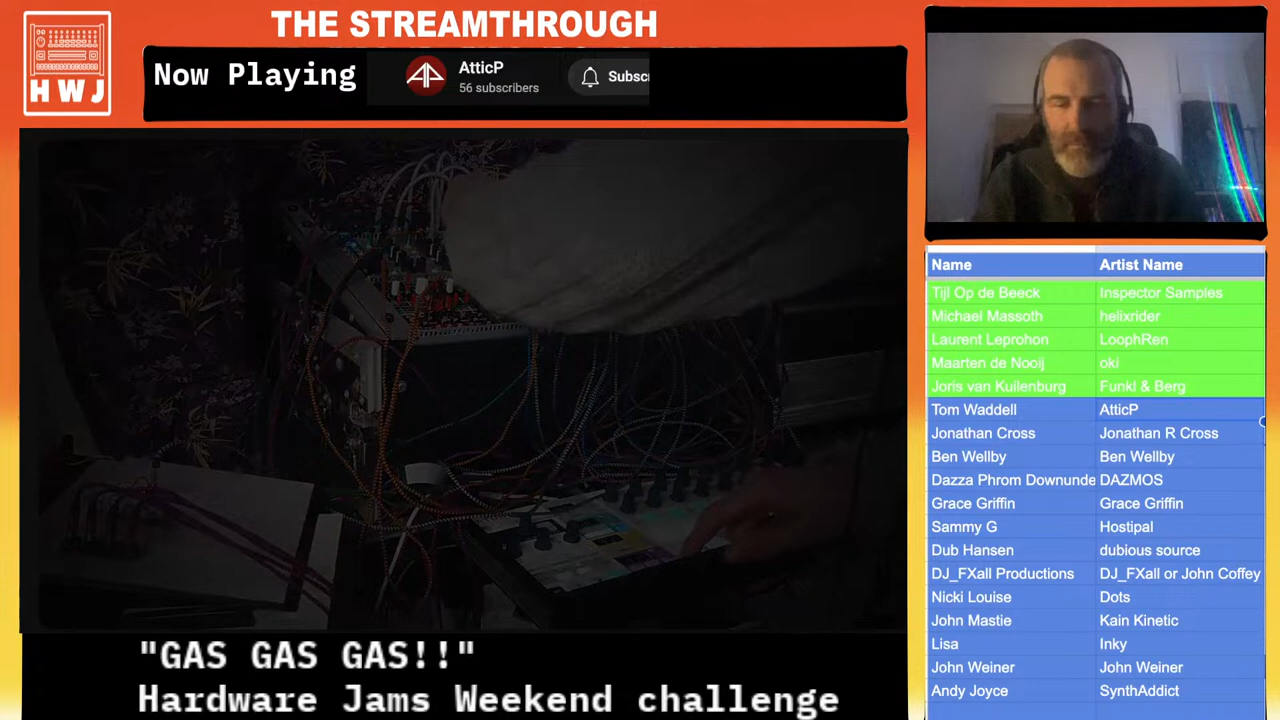 HWJ
THE STREAMTHROUGH
Now Playing
AtticP
56 subscribers
Subsc
Name Artist Name
Tijl Op de Beeck Inspector Samples
Michael Massoth helixrider
Laurent Leprohon LoophRen
Maarten de Nooij oki
Joris van Kuilenburg Funkl & Berg
Tom Waddell AtticP
Jonathan Cross Jonathan R Cross
Ben Wellby Ben Wellby
Dazza Phrom Downunde DAZMOS
Grace Griffin Grace Griffin
Sammy G Hostipal
Dub Hansen dubious source
DJ_FXall Productions DJ_FXall or John Coffey
Nicki Louise Dots
John Mastie Kain Kinetic
Lisa Inky
John Weiner John Weiner
Andy Joyce SynthAddict
"GAS GAS GAS!!"
Hardware Jams Weekend challenge